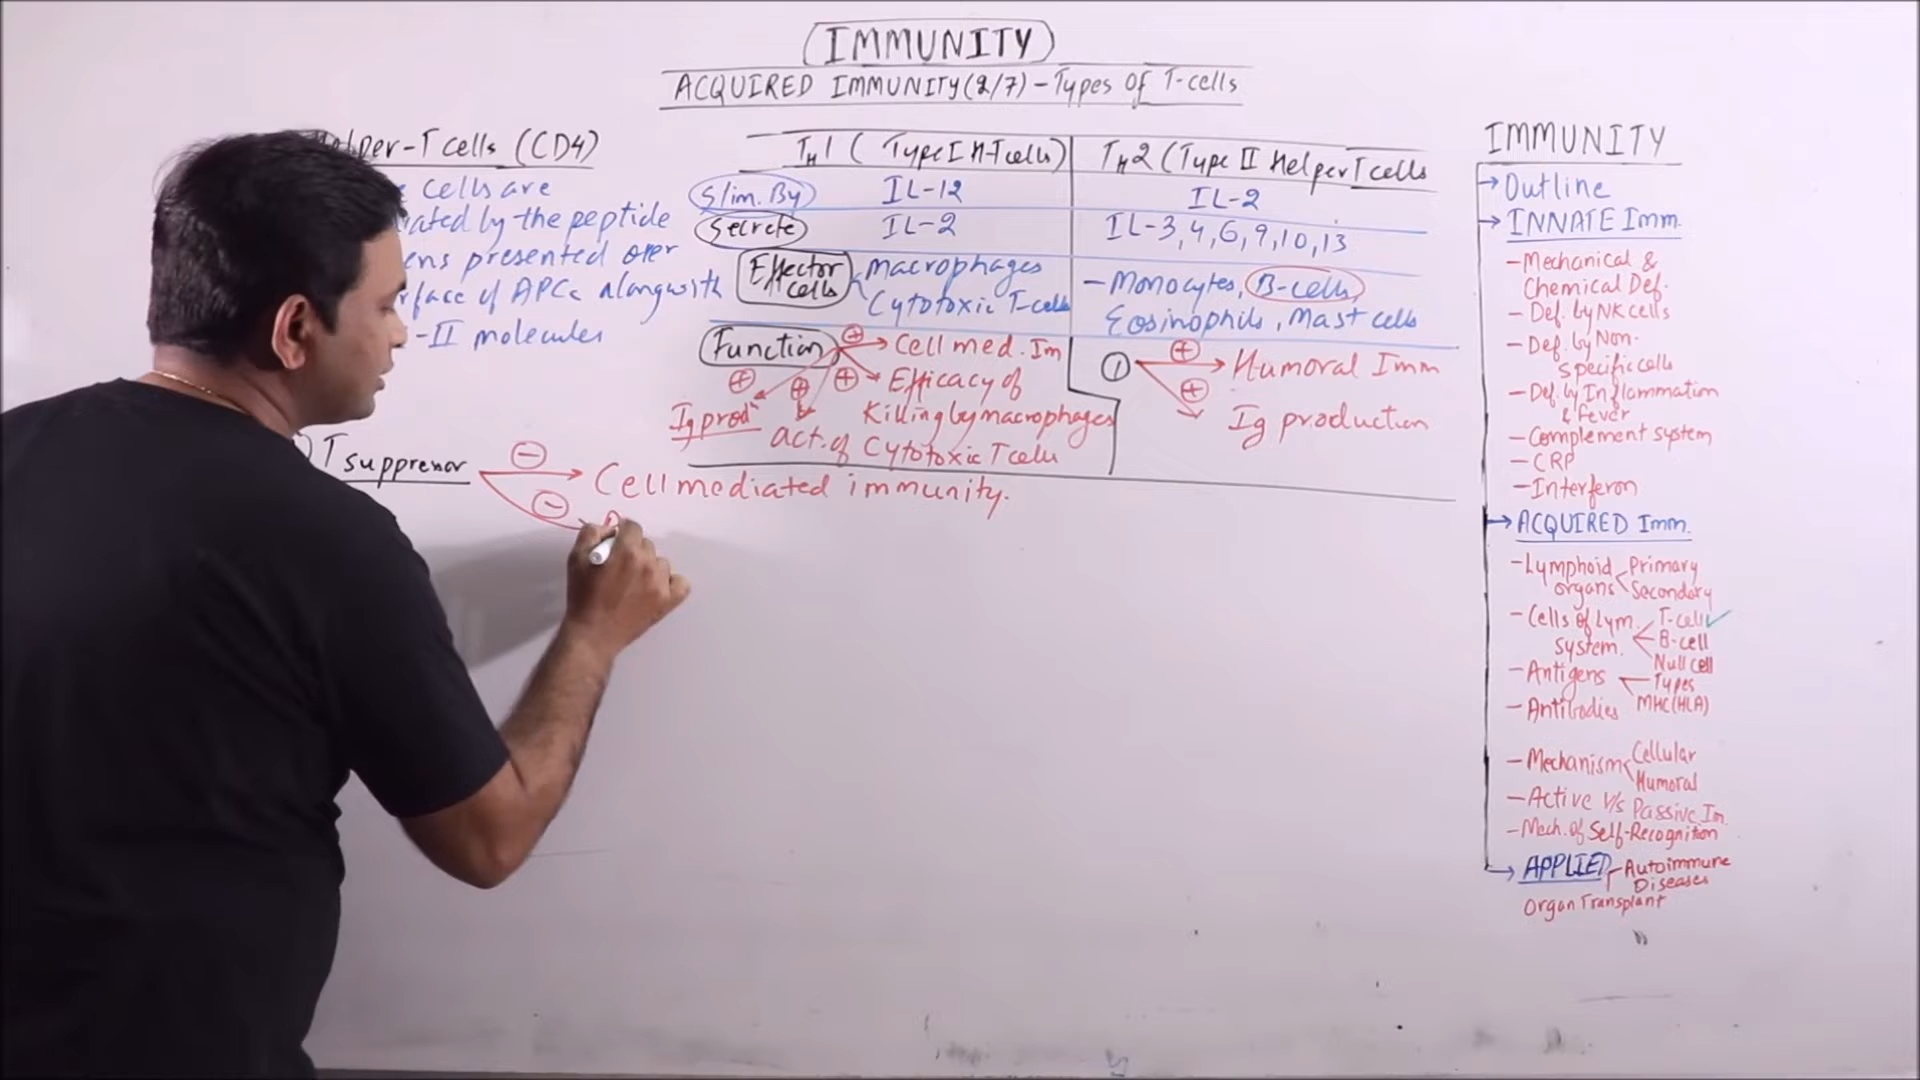 IMMUNITY
ACQUIRED IMMUNITY(2/7) - Types Of T-cells
Helper-T cells (CD4)
cells are
ated by the peptide
ens presented over
rface of APCs alongwith
-II molecules
TH1 ( Type I H-T cells)
TH2 (Type II Helper T cells
Stim. By
IL-12
IL-2
Secrete
IL-2
IL-3,4,6,9,10,13
Effector cells
Macrophages
Cytotoxic T-cells
- Monocytes, B-cells,
Eosinophils, Mast cells
Function
+ Cell med. Im
+ Efficacy of
Killing by macrophages
+ Ig prod
+ act. of Cytotoxic T cells
1
+ Humoral Imm
+ Ig production
T suppressor
- Cell mediated immunity.
-
IMMUNITY
Outline
INNATE Imm.
- Mechanical &
Chemical Def.
- Def. by NK cells
- Def. by Non-
Specific cells
- Def. by Inflammation
& fever
- Complement system
- CRP
- Interferon
ACQUIRED Imm.
- Lymphoid organs
Primary
Secondary
- Cells of Lym. system.
T-cell ✓
B-cell
Null cell
- Antigens
Types
MHC(HLA)
- Antibodies
- Mechanism
Cellular
Humoral
- Active V/s Passive Im.
- Mech. of Self-Recognition
APPLIED
Autoimmune
Diseases
Organ Transplant